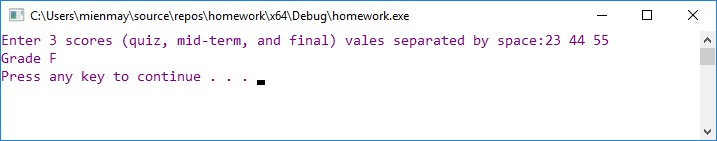 C:\Users\mienmay\source\repos\homework\x64\Debug\homework.exe
Enter 3 scores (quiz, mid-term, and final) vales separated by space:23 44 55
Grade F
Press any key to continue . . .